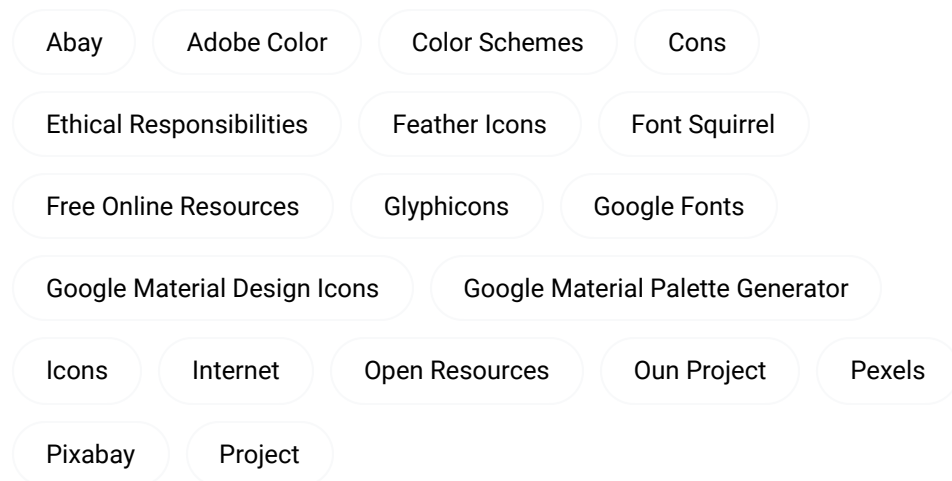 Abay Adobe Color Color Schemes Cons
Ethical Responsibilities Feather Icons Font Squirrel
Free Online Resources Glyphicons Google Fonts
Google Material Design Icons Google Material Palette Generator
Icons Internet Open Resources Oun Project Pexels
Pixabay Project